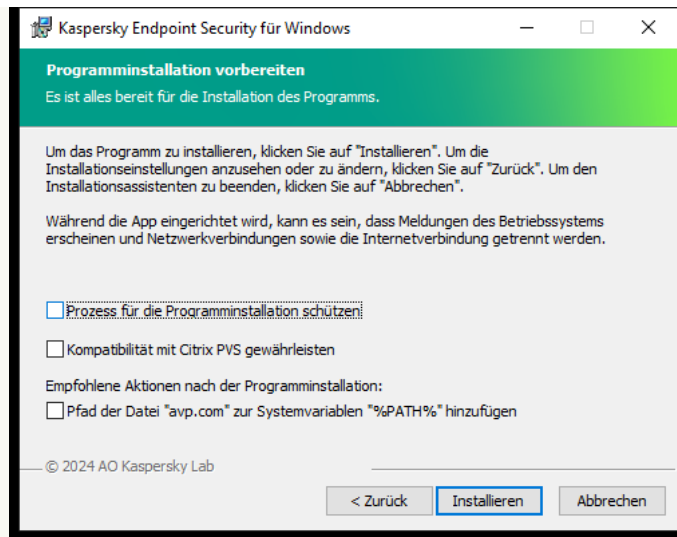 Kaspersky Endpoint Security für Windows
Programminstallation vorbereiten
Es ist alles bereit für die Installation des Programms.
Um das Programm zu installieren, klicken Sie auf "Installieren". Um die
Installationseinstellungen anzusehen oder zu ändern, klicken Sie auf "Zurück". Um den
Installationsassistenten zu beenden, klicken Sie auf "Abbrechen".
Während die App eingerichtet wird, kann es sein, dass Meldungen des Betriebssystems
erscheinen und Netzwerkverbindungen sowie die Internetverbindung getrennt werden.
Prozess für die Programminstallation schützen
Kompatibilität mit Citrix PVS gewährleisten
Empfohlene Aktionen nach der Programminstallation:
Pfad der Datei "avp.com" zur Systemvariablen "%PATH%" hinzufügen
© 2024 AO Kaspersky Lab
< Zurück Installieren Abbrechen